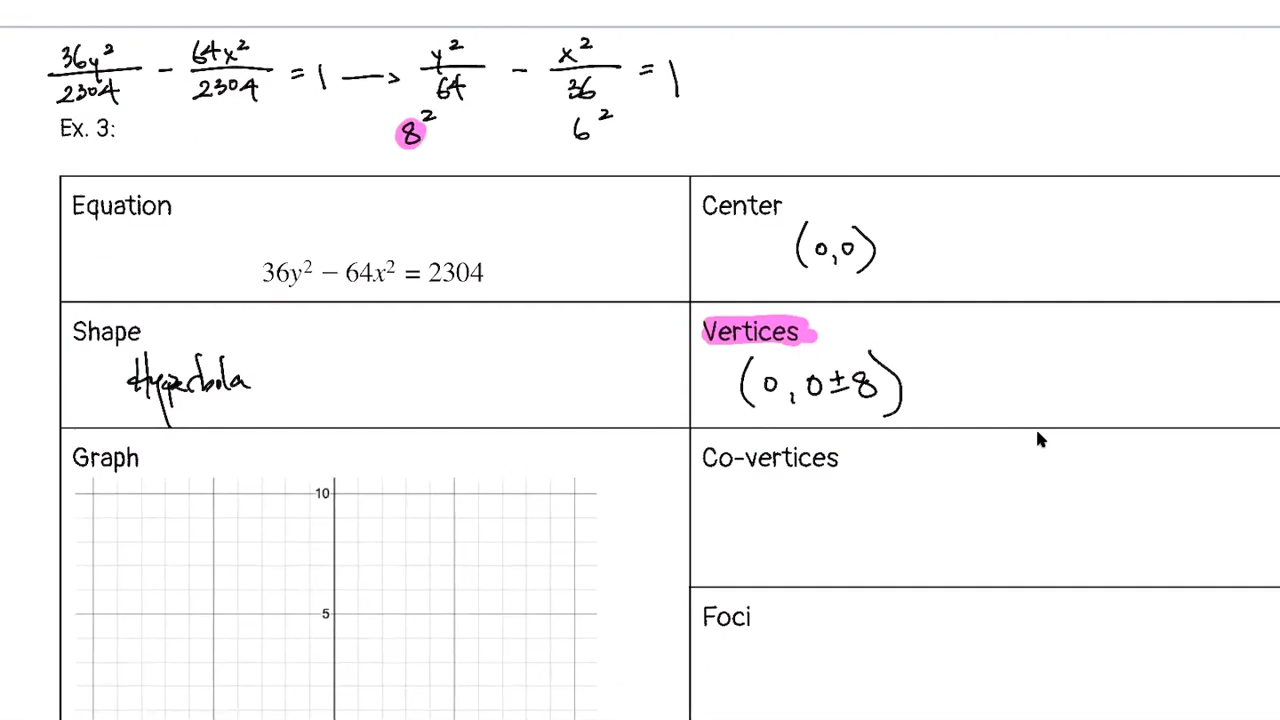 36y² / 2304 − 64x² / 2304 = 1 → y² / 64 − x² / 36 = 1
Ex. 3: 8² 6²
Equation
36y² − 64x² = 2304
Center
(0,0)
Shape
Hyperbola
Vertices
(0, 0±8)
Graph
10
5
Co-vertices
Foci